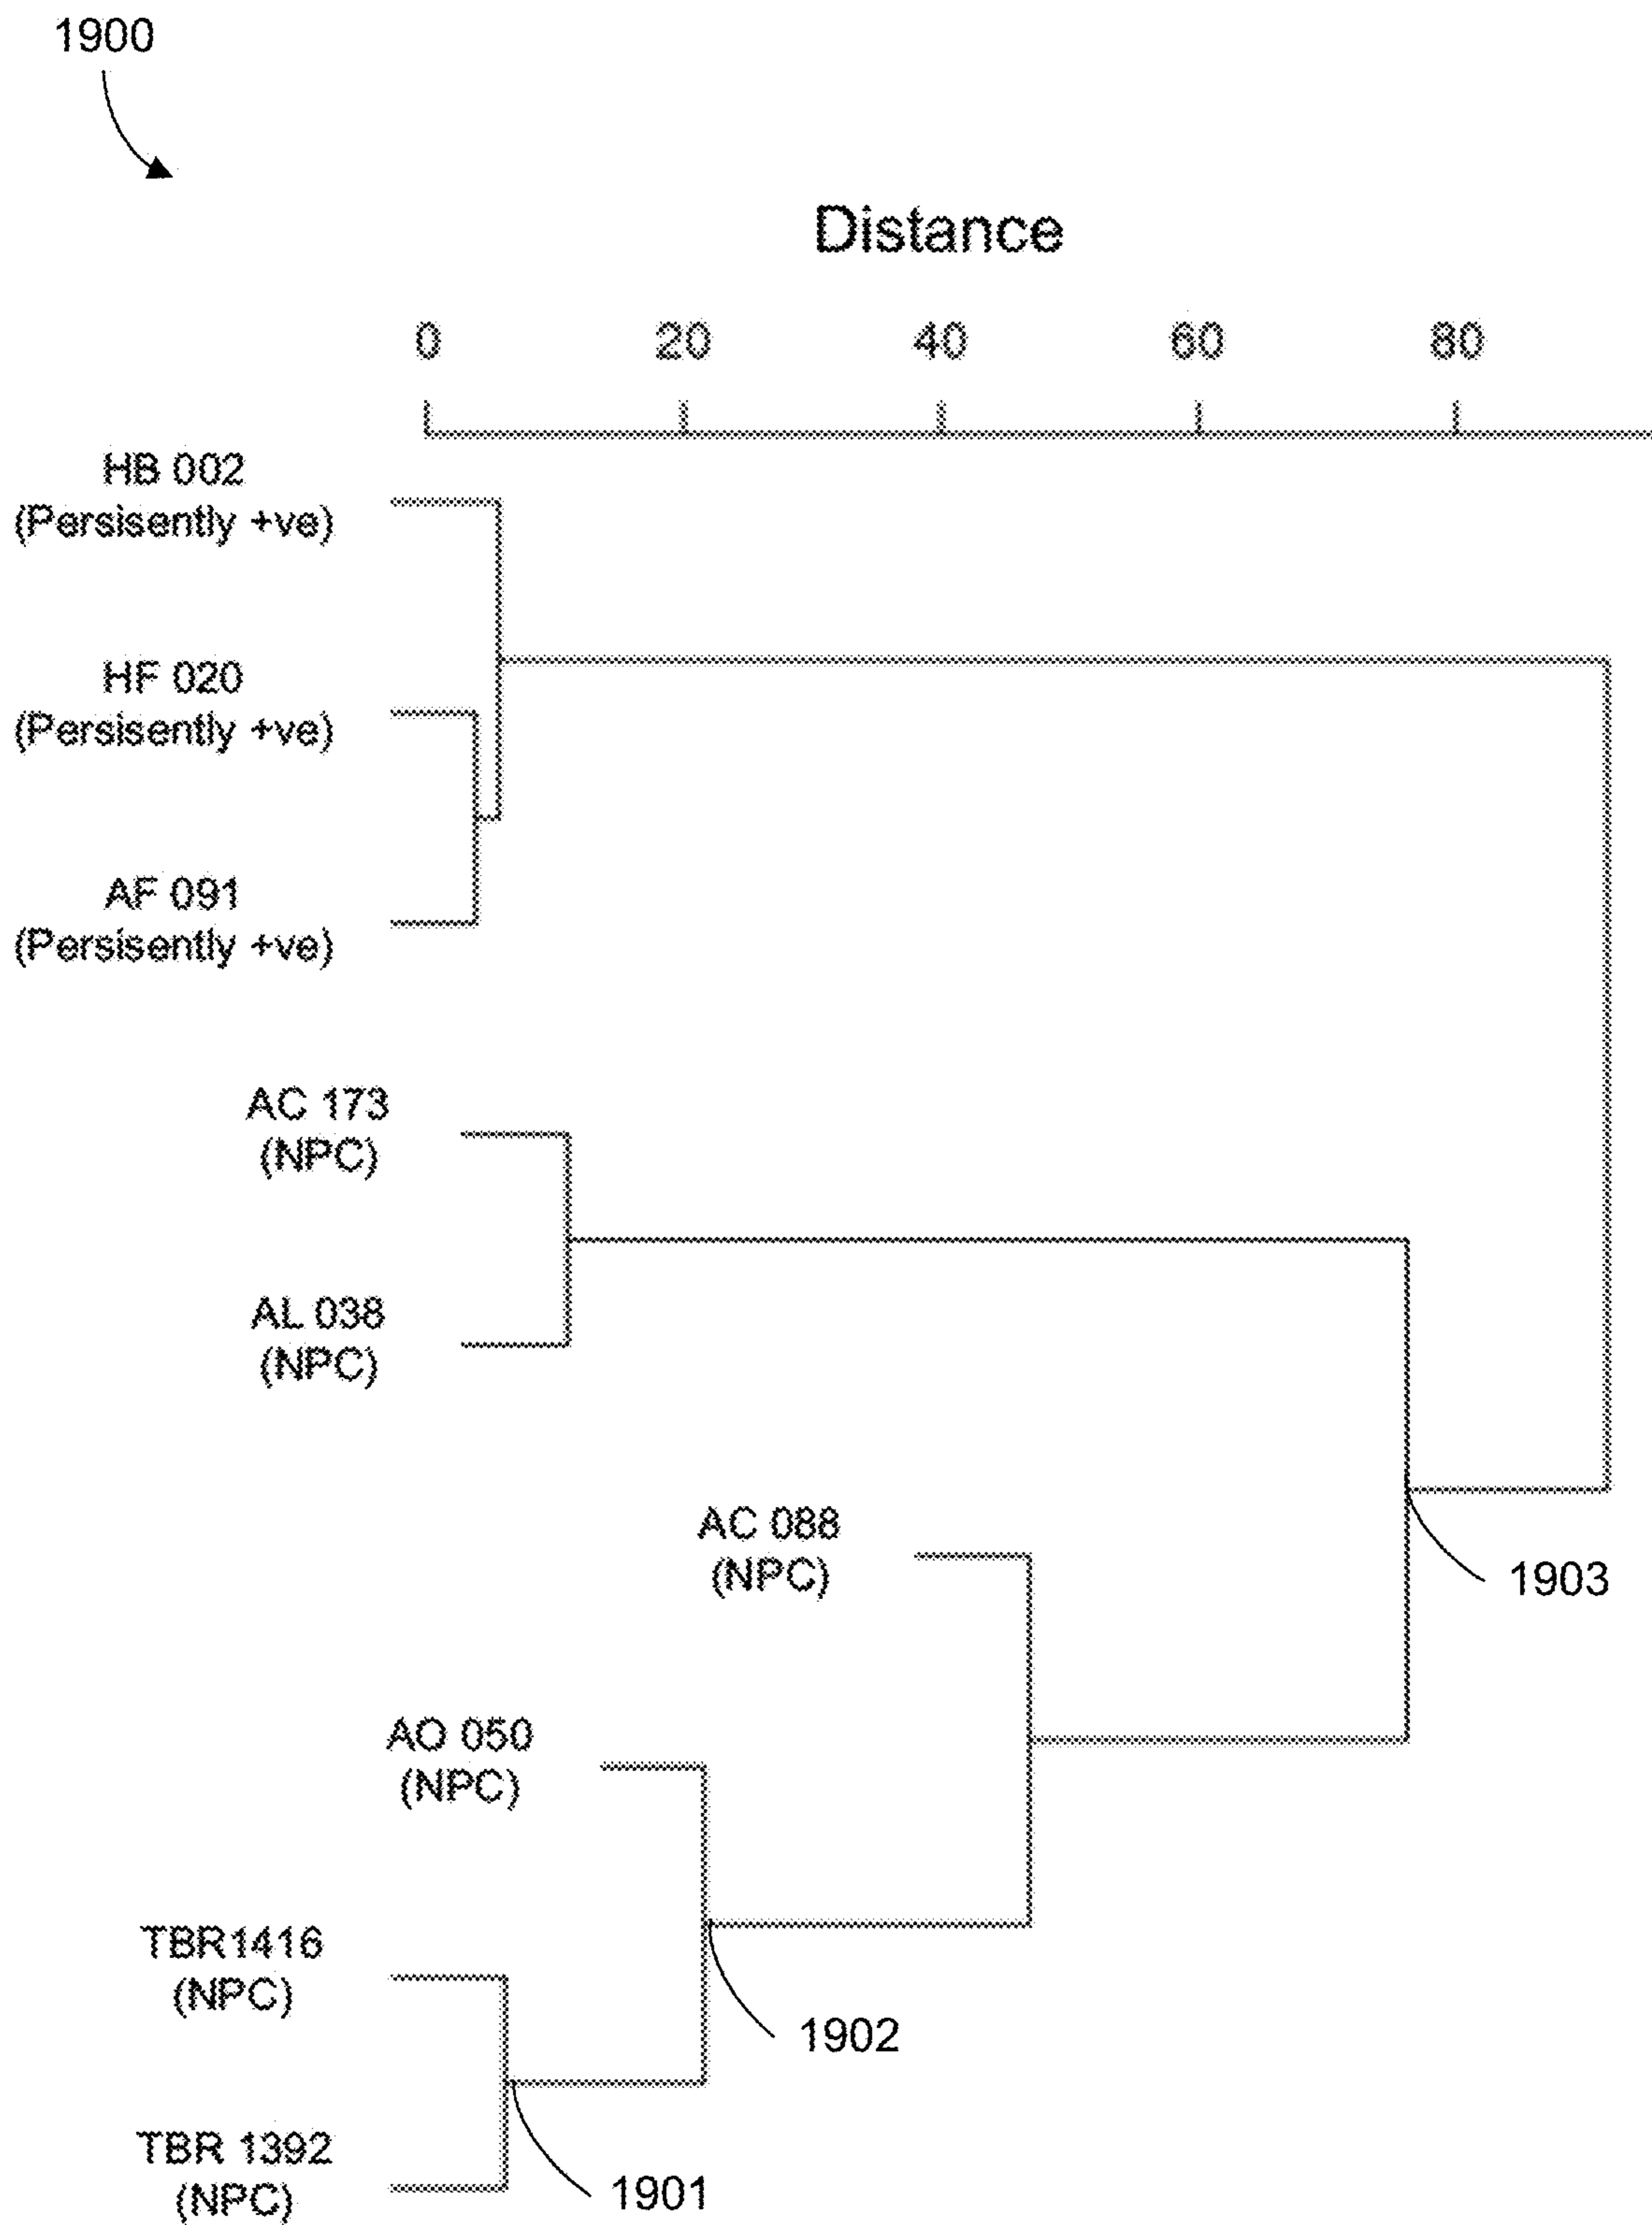 1900
Distance
0 20 40 60 80
HB 002
(Persisently +ve)
HF 020
(Persisently +ve)
AF 091
(Persisently +ve)
AC 173
(NPC)
AL 038
(NPC)
AC 088
(NPC)
1903
AO 050
(NPC)
TBR1416
(NPC)
1902
TBR 1392
(NPC)
1901